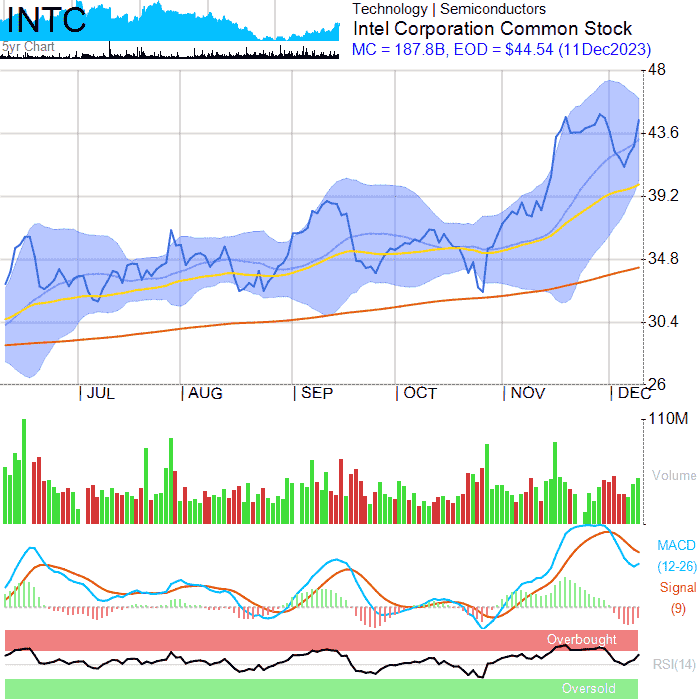 INTC
5yr Chart
Technology | Semiconductors
Intel Corporation Common Stock
MC = 187.8B, EOD = $44.54 (11Dec2023)
48
43.6
39.2
34.8
30.4
26
| JUL | AUG | SEP | OCT | NOV | DEC
110M
Volume
MACD
(12-26)
Signal
(9)
Overbought
RSI(14)
Oversold